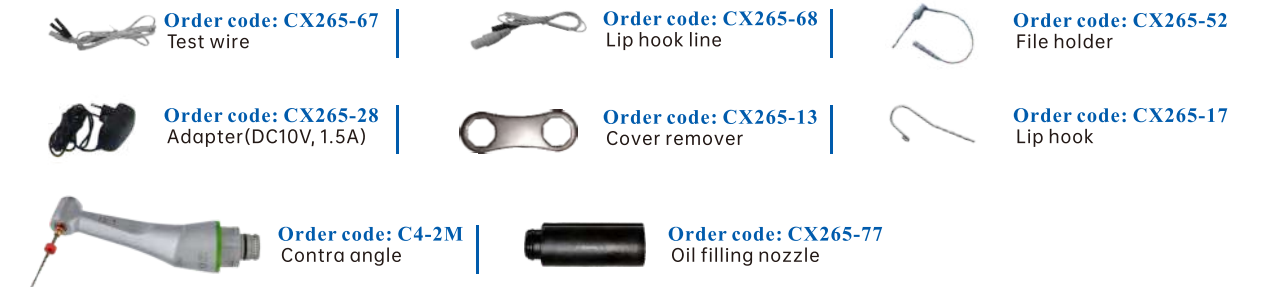 Order code: CX265-67
Test wire
Order code: CX265-68
Lip hook line
Order code: CX265-52
File holder
Order code: CX265-28
Adapter(DC10V, 1.5A)
Order code: CX265-13
Cover remover
Order code: CX265-17
Lip hook
Order code: C4-2M
Contra angle
Order code: CX265-77
Oil filling nozzle